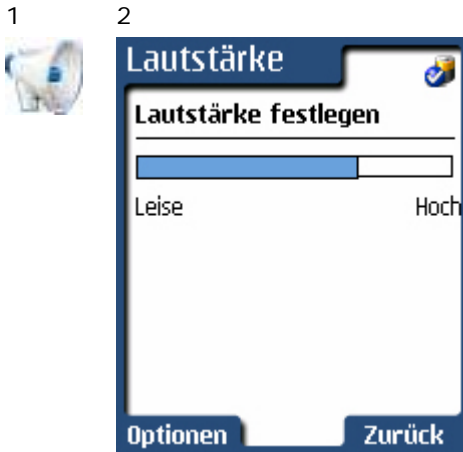 1 2
Lautstärke
Lautstärke festlegen
Leise Hoch
Optionen Zurück